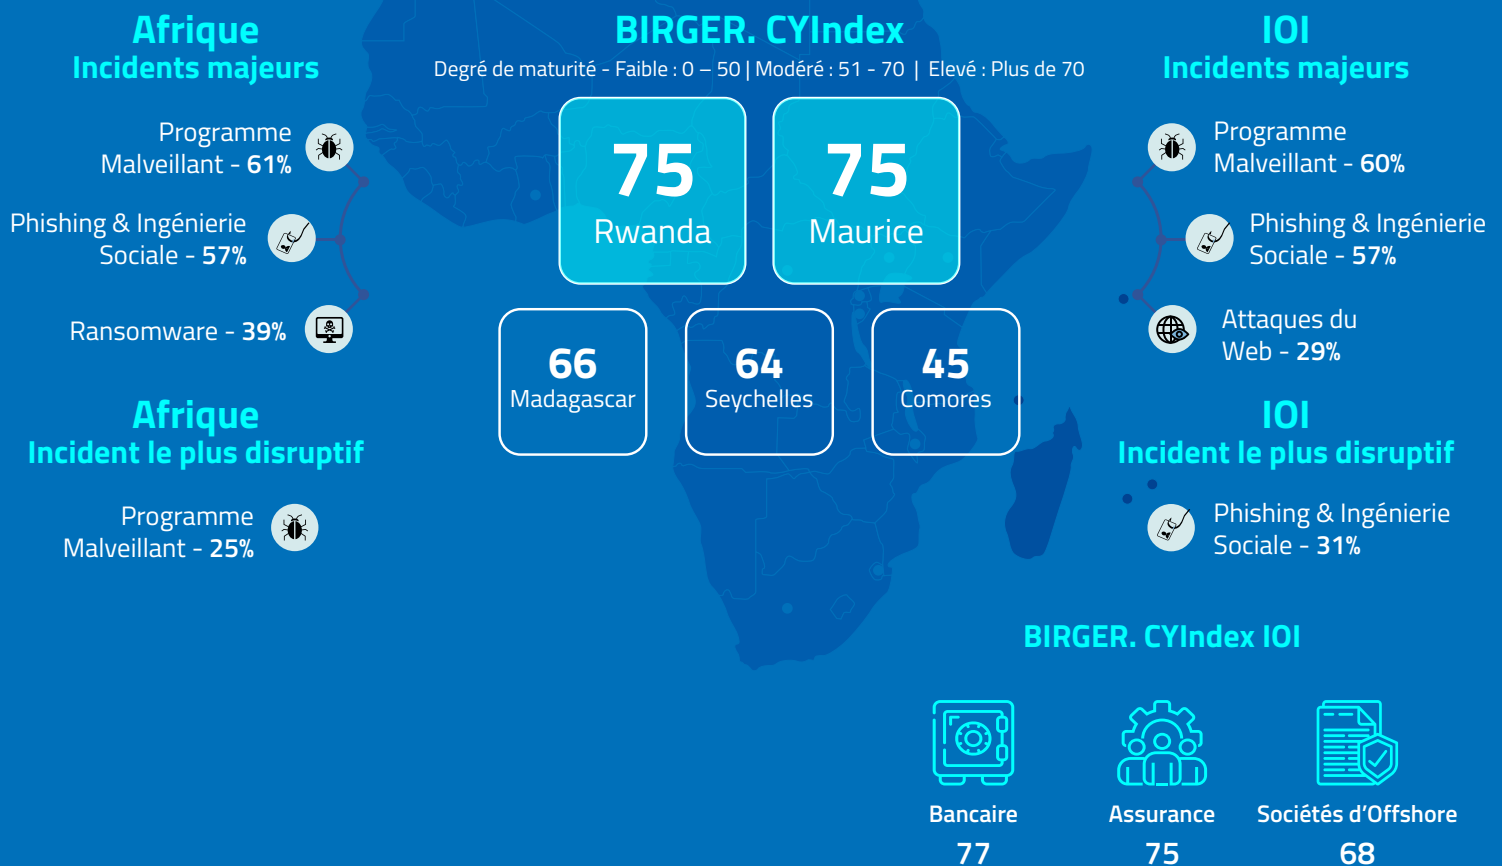 Afrique
Incidents majeurs
Programme
Malveillant - 61%
Phishing & Ingénierie
Sociale - 57%
Ransomware - 39%
Afrique
Incident le plus disruptif
Programme
Malveillant - 25%
BIRGER. CYIndex
Degré de maturité - Faible : 0 – 50 | Modéré : 51 - 70 | Elevé : Plus de 70
75
Rwanda
75
Maurice
66
Madagascar
64
Seychelles
45
Comores
IOI
Incidents majeurs
Programme
Malveillant - 60%
Phishing & Ingénierie
Sociale - 57%
Attaques du
Web - 29%
IOI
Incident le plus disruptif
Phishing & Ingénierie
Sociale - 31%
BIRGER. CYIndex IOI
Bancaire
77
Assurance
75
Sociétés d'Offshore
68